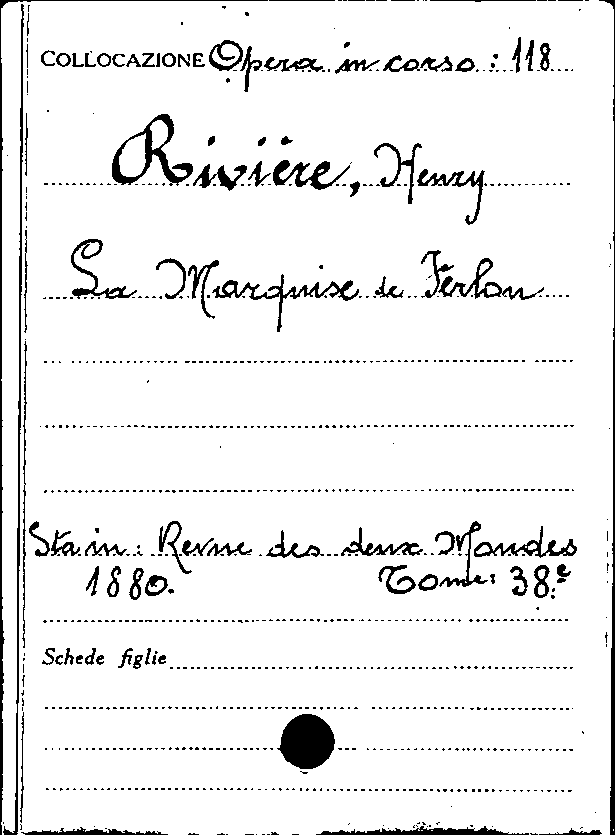 COLLOCAZIONE Opera in corso: 118
Rivière, Henry
La Marquise de Ferlon
Sta in: Revue des deux Mondes
1880. Tome: 38.e
Schede figlie